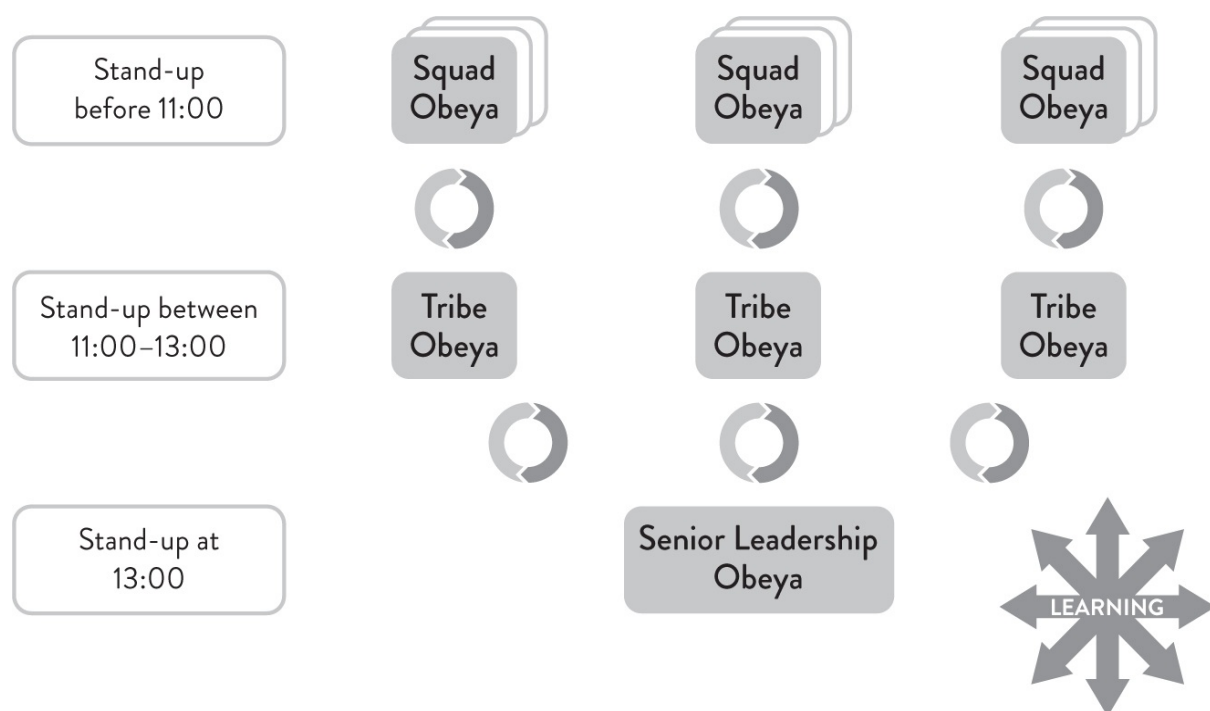 Stand-up
before 11:00
Squad
Obeya
Squad
Obeya
Squad
Obeya
Stand-up between
11:00–13:00
Tribe
Obeya
Tribe
Obeya
Tribe
Obeya
Stand-up at
13:00
Senior Leadership
Obeya
LEARNING